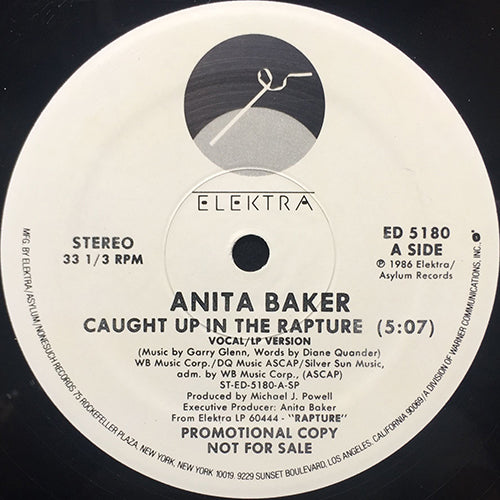 ELEKTRA
STEREO
33 1/3 RPM
ED 5180
A SIDE
℗ 1986 Elektra/
Asylum Records
ANITA BAKER
CAUGHT UP IN THE RAPTURE (5:07)
VOCAL/LP VERSION
(Music by Garry Glenn, Words by Diane Quander)
WB Music Corp./DQ Music ASCAP/Silver Sun Music,
adm. by WB Music Corp., (ASCAP)
ST-ED-5180-A-SP
Produced by Michael J. Powell
Executive Producer: Anita Baker
From Elektra LP 60444 - "RAPTURE"
PROMOTIONAL COPY
NOT FOR SALE
MFG. BY ELEKTRA/ASYLUM/NONESUCH RECORDS 75 ROCKEFELLER PLAZA, NEW YORK, NEW YORK 10019. 9229 SUNSET BOULEVARD, LOS ANGELES, CALIFORNIA 90069/A DIVISION OF WARNER COMMUNICATIONS, INC.